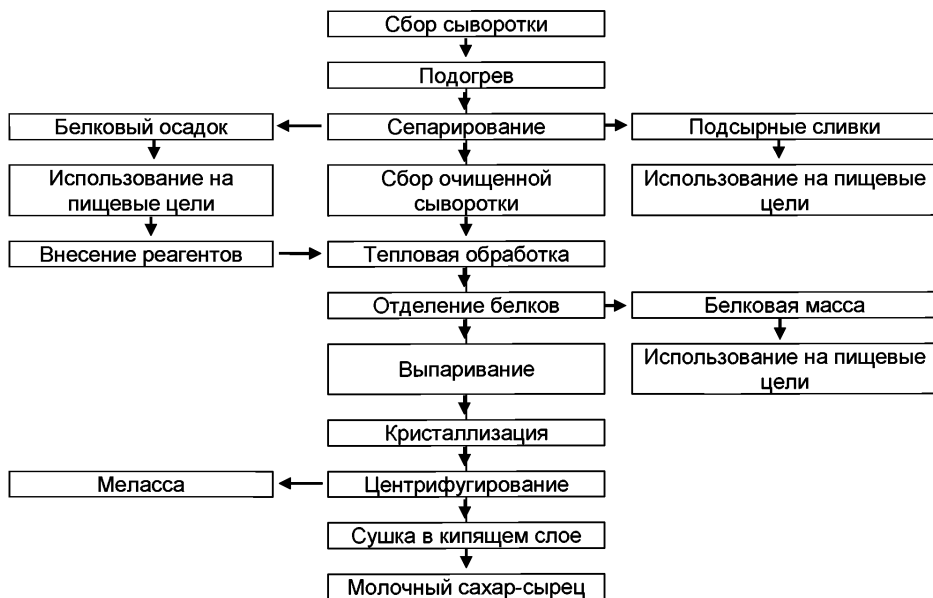 Сбор сыворотки
Подогрев
Белковый осадок
Сепарирование
Подсырные сливки
Использование на
пищевые цели
Сбор очищенной
сыворотки
Использование на пищевые
цели
Внесение реагентов
Тепловая обработка
Отделение белков
Белковая масса
Выпаривание
Использование на пищевые
цели
Кристаллизация
Меласса
Центрифугирование
Сушка в кипящем слое
Молочный сахар-сырец